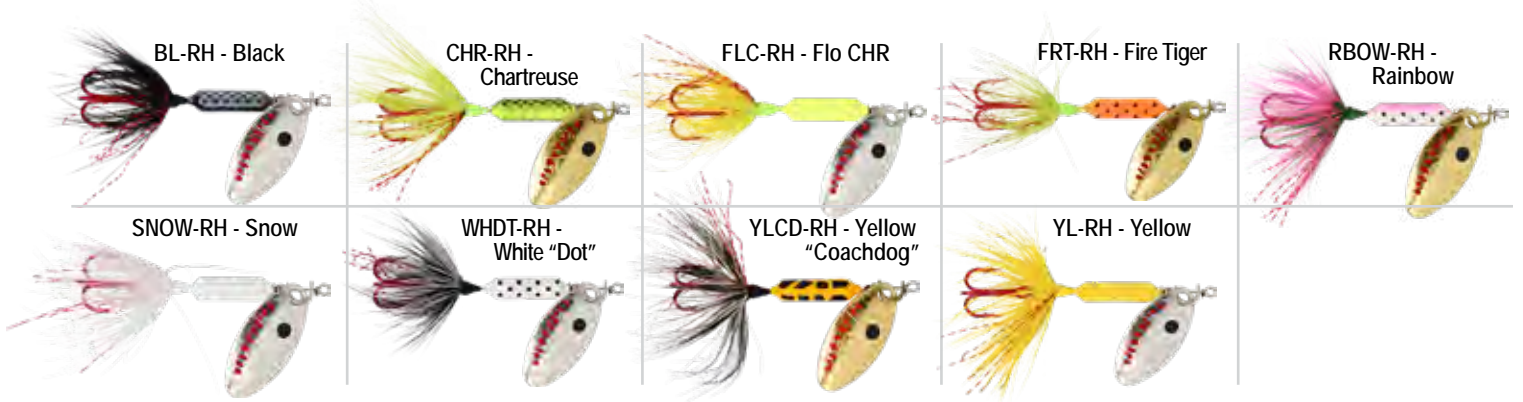 BL-RH - Black
CHR-RH -
Chartreuse
FLC-RH - Flo CHR
FRT-RH - Fire Tiger
RBOW-RH -
Rainbow
SNOW-RH - Snow
WHDT-RH -
White “Dot”
YLCD-RH - Yellow
“Coachdog”
YL-RH - Yellow